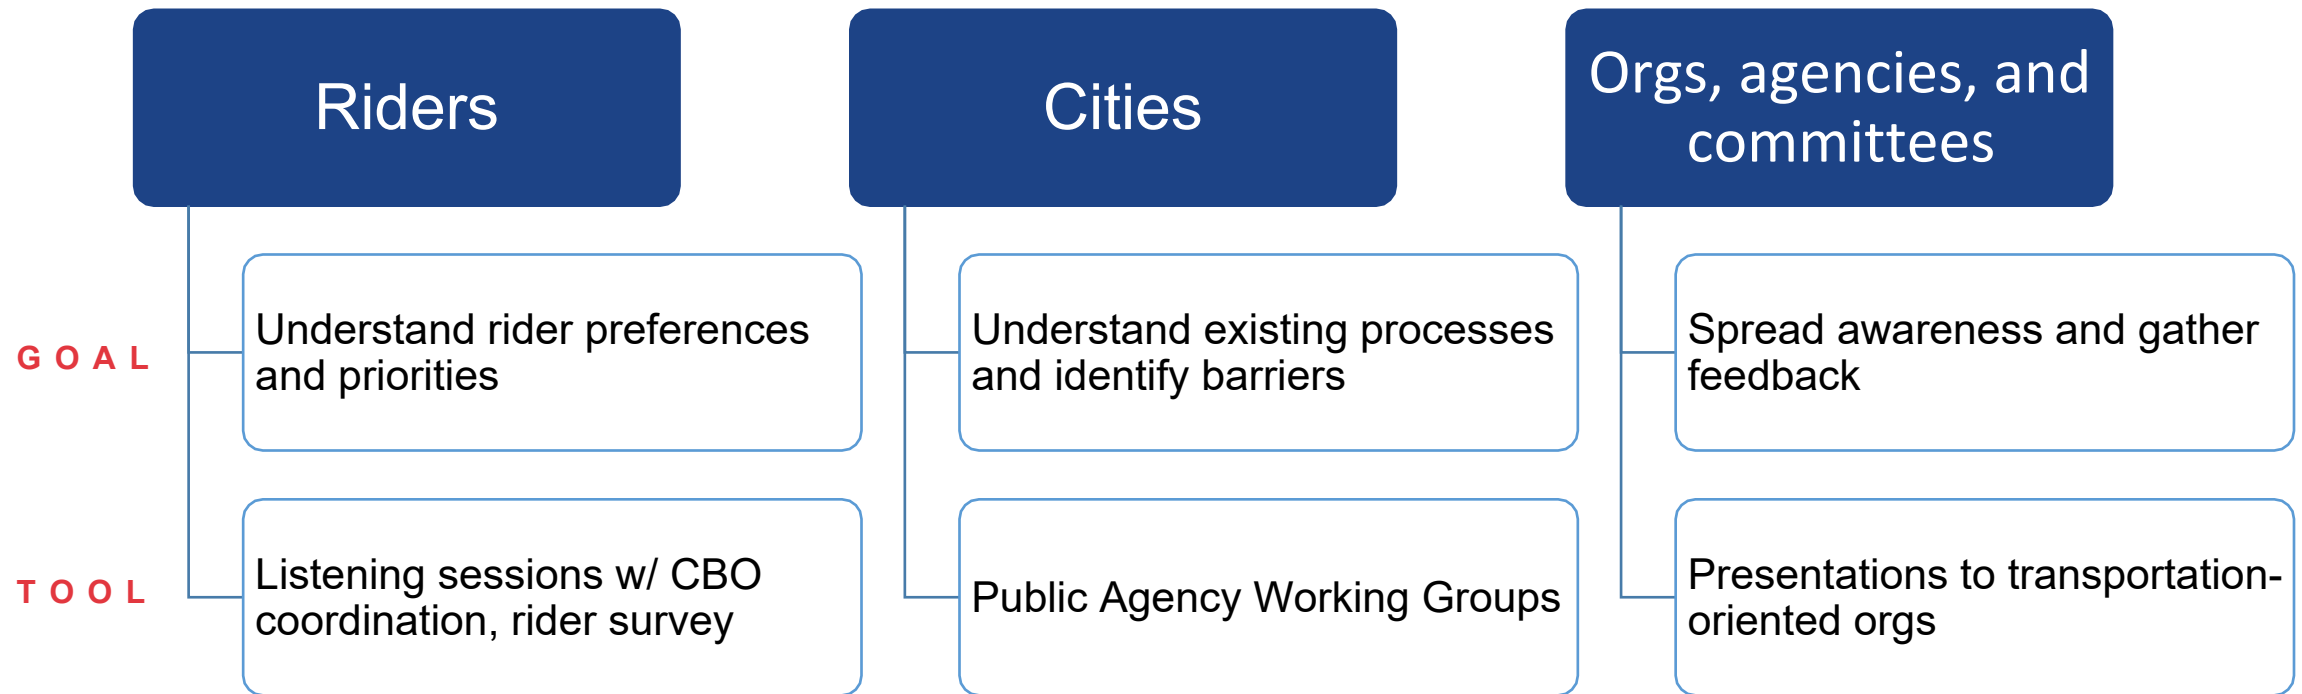 Riders
Cities
Orgs, agencies, and
committees
GOAL
Understand rider preferences
and priorities
Understand existing processes
and identify barriers
Spread awareness and gather
feedback
TOOL
Listening sessions w/ CBO
coordination, rider survey
Public Agency Working Groups
Presentations to transportation-
oriented orgs